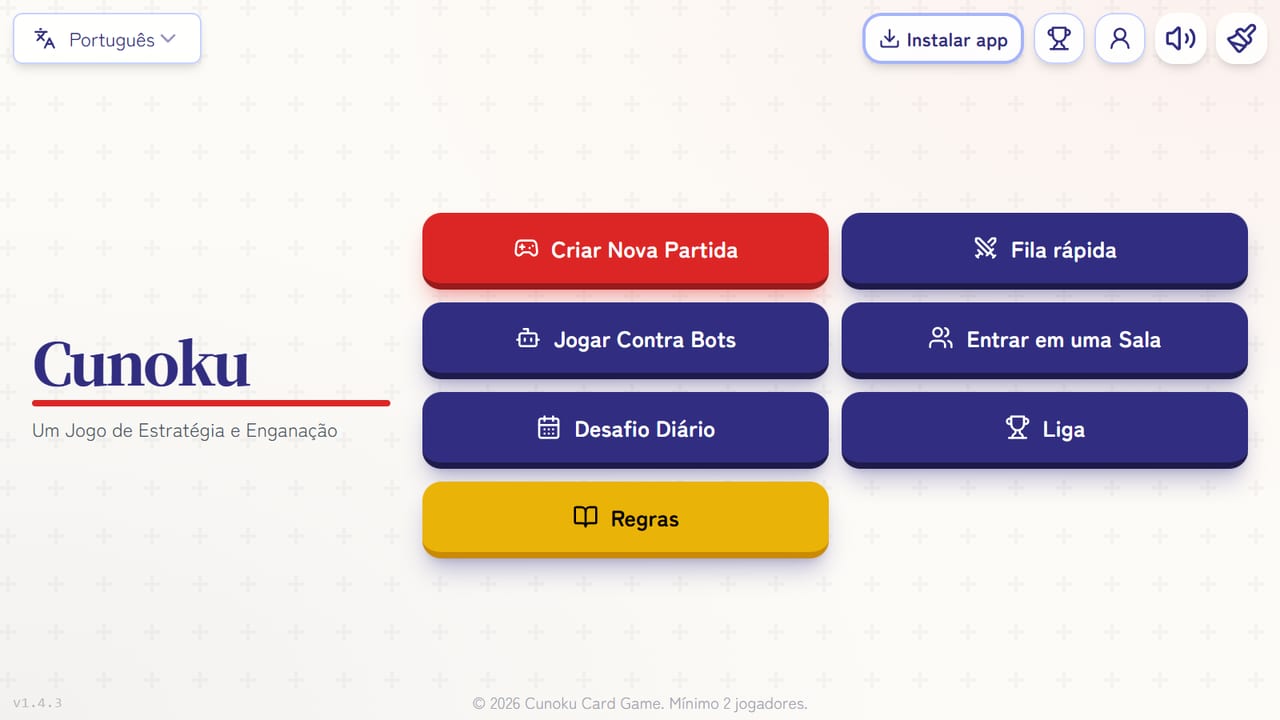 Português
Instalar app
Cunoku
Um Jogo de Estratégia e Enganação
Criar Nova Partida
Fila rápida
Jogar Contra Bots
Entrar em uma Sala
Desafio Diário
Liga
Regras
v1.4.3
© 2026 Cunoku Card Game. Mínimo 2 jogadores.